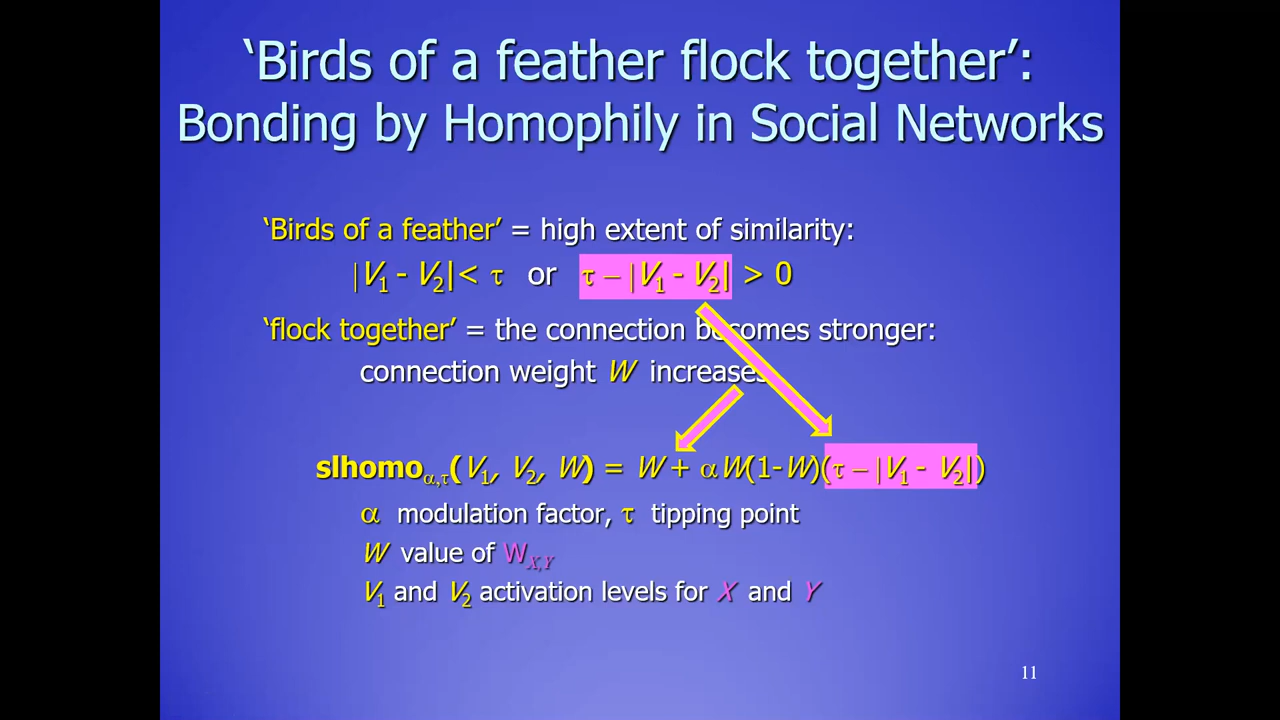 ‘Birds of a feather flock together’:
Bonding by Homophily in Social Networks
‘Birds of a feather’ = high extent of similarity:
|V₁ - V₂|< τ or τ – |V₁ - V₂| > 0
‘flock together’ = the connection becomes stronger:
connection weight W increases
slhomo_α,τ(V₁, V₂, W) = W + αW(1-W)(τ – |V₁ - V₂|)
α modulation factor, τ tipping point
W value of W_X,Y
V₁ and V₂ activation levels for X and Y
11